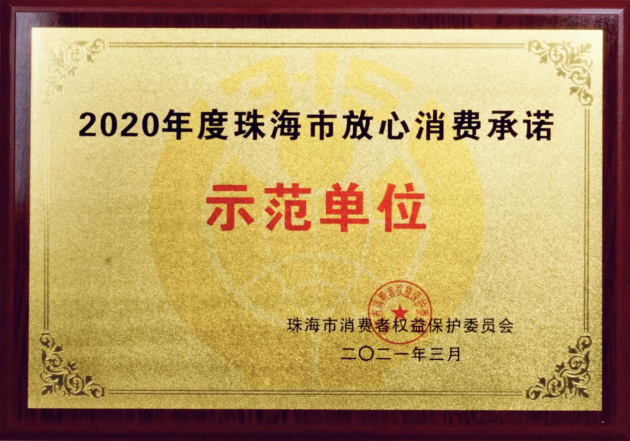 3·15
2020年度珠海市放心消费承诺
示范单位
珠海市消费者权益保护委员会
二〇二一年三月